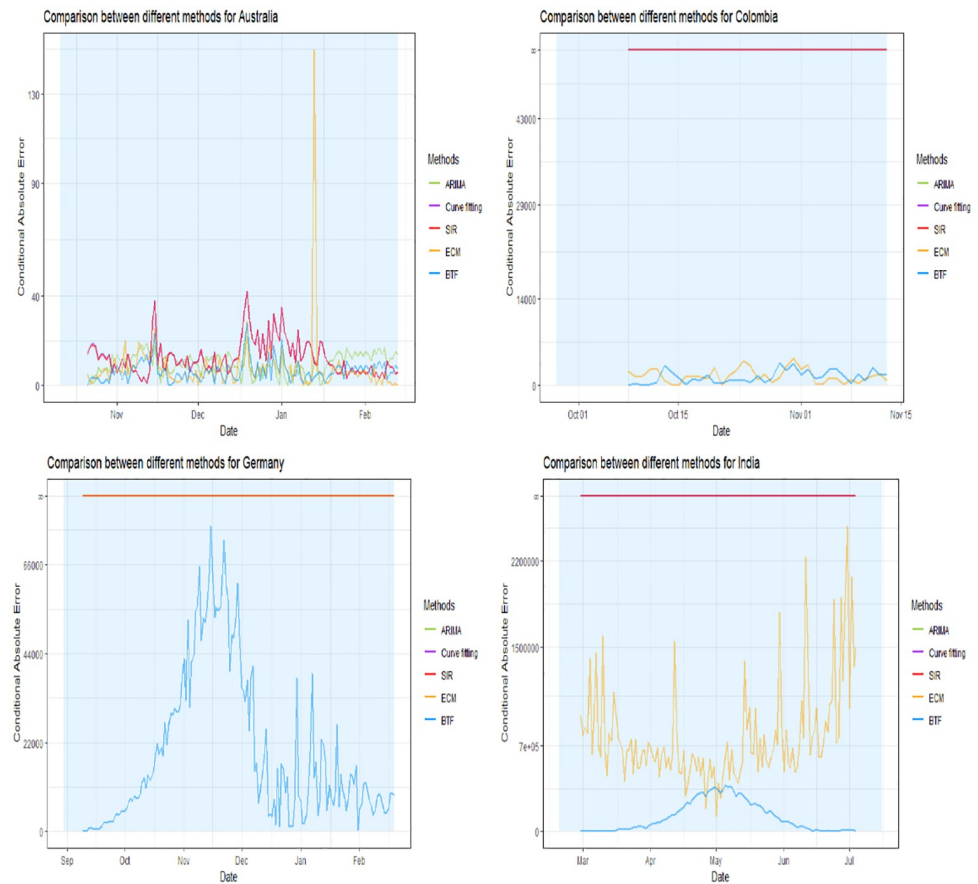 Comparison between different methods for Australia
Conditional Absolute Error
130
90
40
0
Nov
Dec
Jan
Feb
Date
Methods
ARIMA
Curve fitting
SIR
ECM
BTF
Comparison between different methods for Colombia
Conditional Absolute Error
∞
43000
29000
14000
0
Oct 01
Oct 15
Nov 01
Nov 15
Date
Methods
ARIMA
Curve fitting
SIR
ECM
BTF
Comparison between different methods for Germany
Conditional Absolute Error
∞
66000
44000
22000
0
Sep
Oct
Nov
Dec
Jan
Feb
Date
Methods
ARIMA
Curve fitting
SIR
ECM
BTF
Comparison between different methods for India
Conditional Absolute Error
∞
2200000
1500000
7e+05
0
Mar
Apr
May
Jun
Jul
Date
Methods
ARIMA
Curve fitting
SIR
ECM
BTF